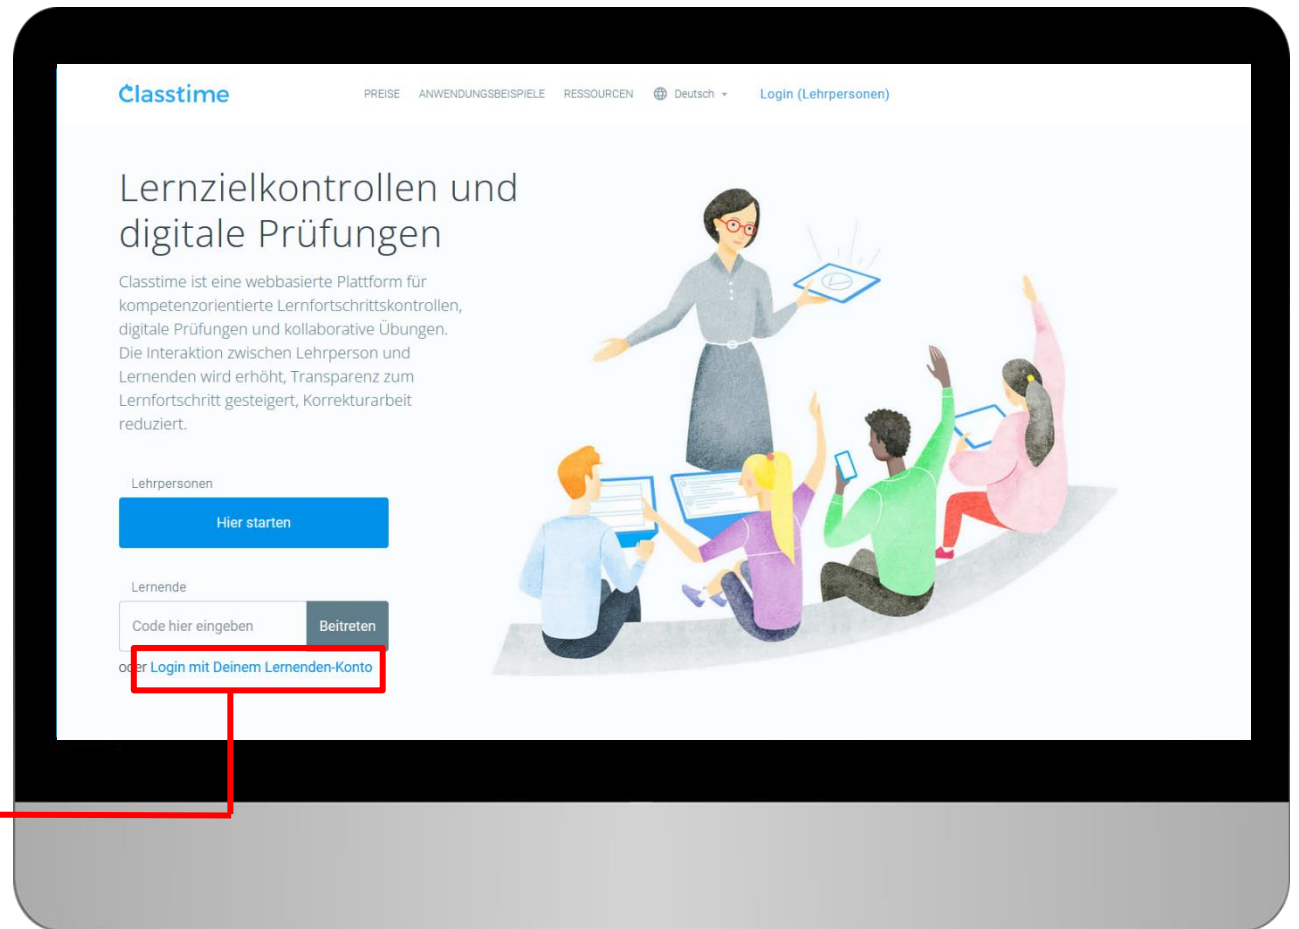 Classtime
PREISE ANWENDUNGSBEISPIELE RESSOURCEN Deutsch Login (Lehrpersonen)
Lernzielkontrollen und
digitale Prüfungen
Classtime ist eine webbasierte Plattform für
kompetenzorientierte Lernfortschrittskontrollen,
digitale Prüfungen und kollaborative Übungen.
Die Interaktion zwischen Lehrperson und
Lernenden wird erhöht, Transparenz zum
Lernfortschritt gesteigert, Korrekturarbeit
reduziert.
Lehrpersonen
Hier starten
Lernende
Code hier eingeben Beitreten
oder Login mit Deinem Lernenden-Konto